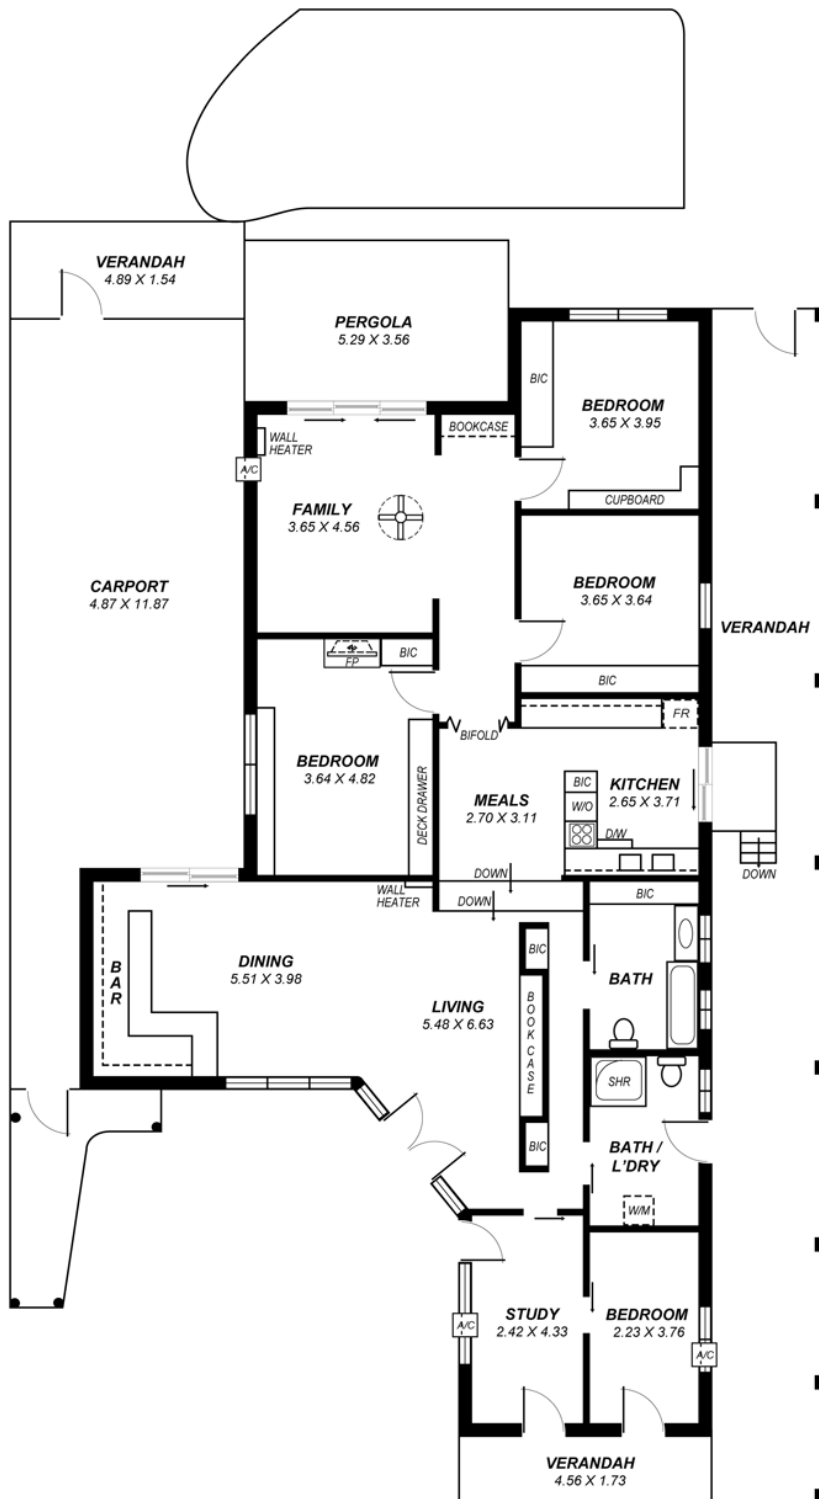 VERANDAH
4.89 X 1.54
PERGOLA
5.29 X 3.56
BIC
BEDROOM
3.65 X 3.95
BOOKCASE
WALL
HEATER
A/C
CUPBOARD
FAMILY
3.65 X 4.56
CARPORT
4.87 X 11.87
BEDROOM
3.65 X 3.64
VERANDAH
FP
BIC
BIC
FR
BIFOLD
BEDROOM
3.64 X 4.82
DECK DRAWER
MEALS
2.70 X 3.11
BIC
W/O
KITCHEN
2.65 X 3.71
D/W
DOWN
DOWN
WALL
HEATER
DOWN
BIC
BAR
DINING
5.51 X 3.98
BIC
BATH
LIVING
5.48 X 6.63
BOOK CASE
SHR
BIC
BATH /
L'DRY
W/M
STUDY
2.42 X 4.33
BEDROOM
2.23 X 3.76
A/C
A/C
VERANDAH
4.56 X 1.73